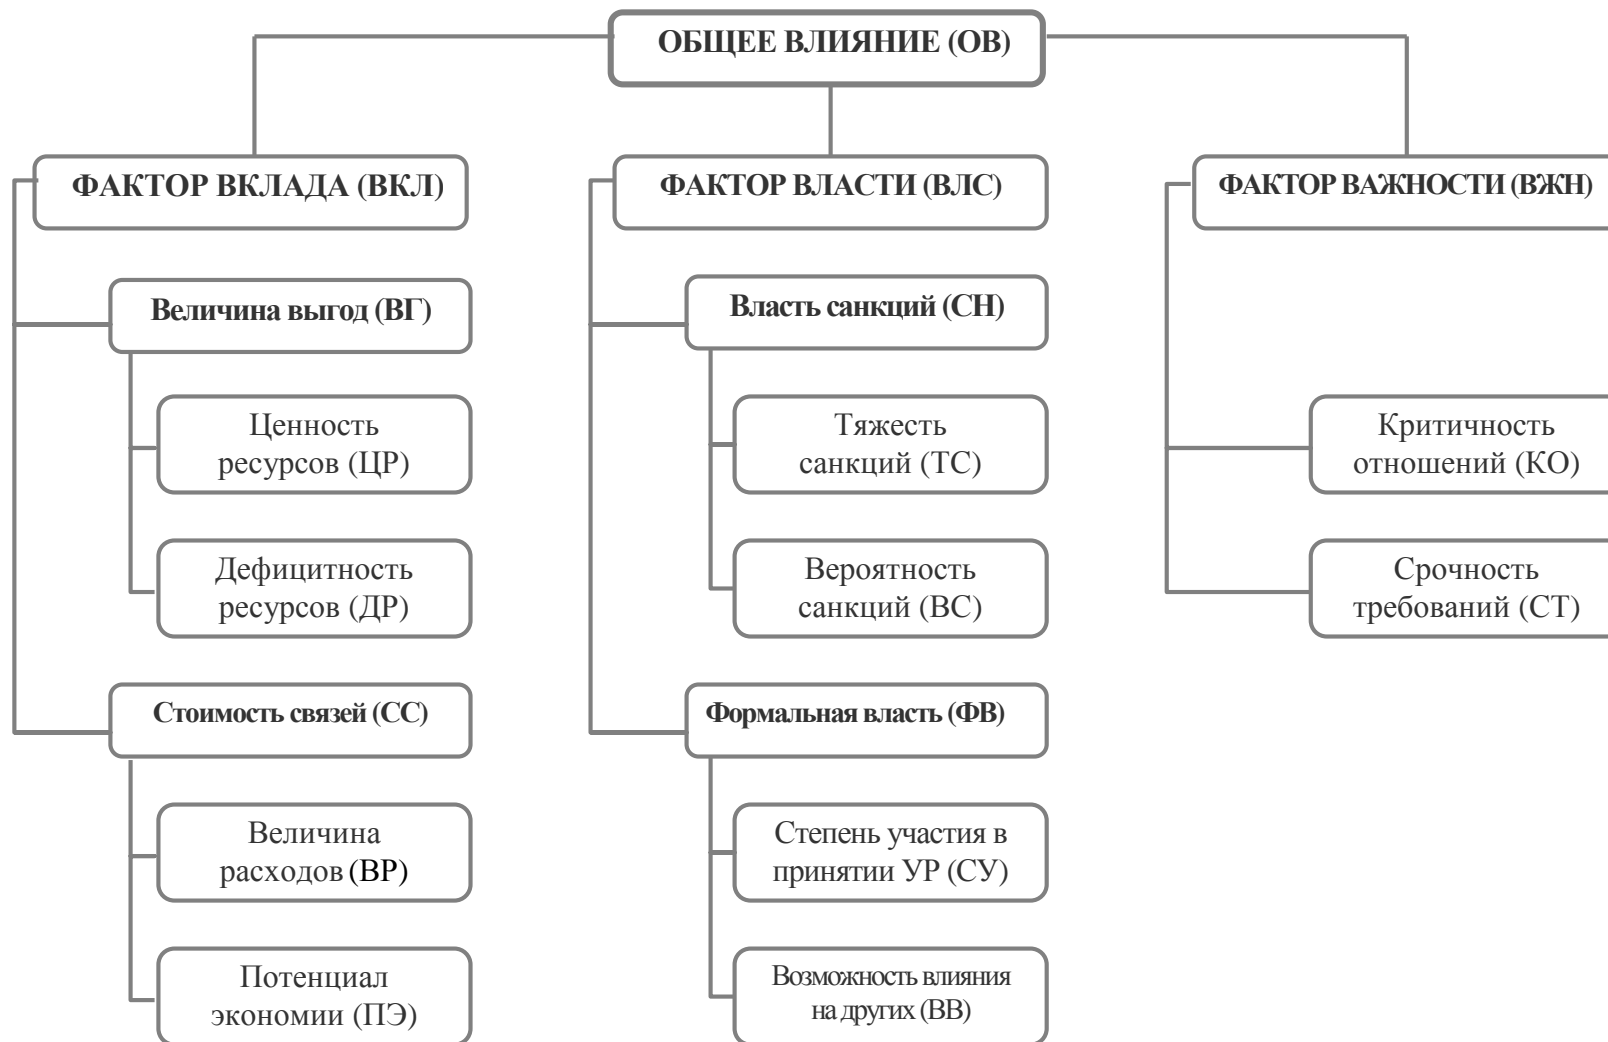 ОБЩЕЕ ВЛИЯНИЕ (ОВ)
ФАКТОР ВКЛАДА (ВКЛ)
Величина выгод (ВГ)
Ценность
ресурсов (ЦР)
Дефицитность
ресурсов (ДР)
Стоимость связей (СС)
Величина
расходов (ВР)
Потенциал
экономии (ПЭ)
ФАКТОР ВЛАСТИ (ВЛС)
Власть санкций (СН)
Тяжесть
санкций (ТС)
Вероятность
санкций (ВС)
Формальная власть (ФВ)
Степень участия в
принятии УР (СУ)
Возможность влияния
на других (ВВ)
ФАКТОР ВАЖНОСТИ (ВЖН)
Критичность
отношений (КО)
Срочность
требований (СТ)